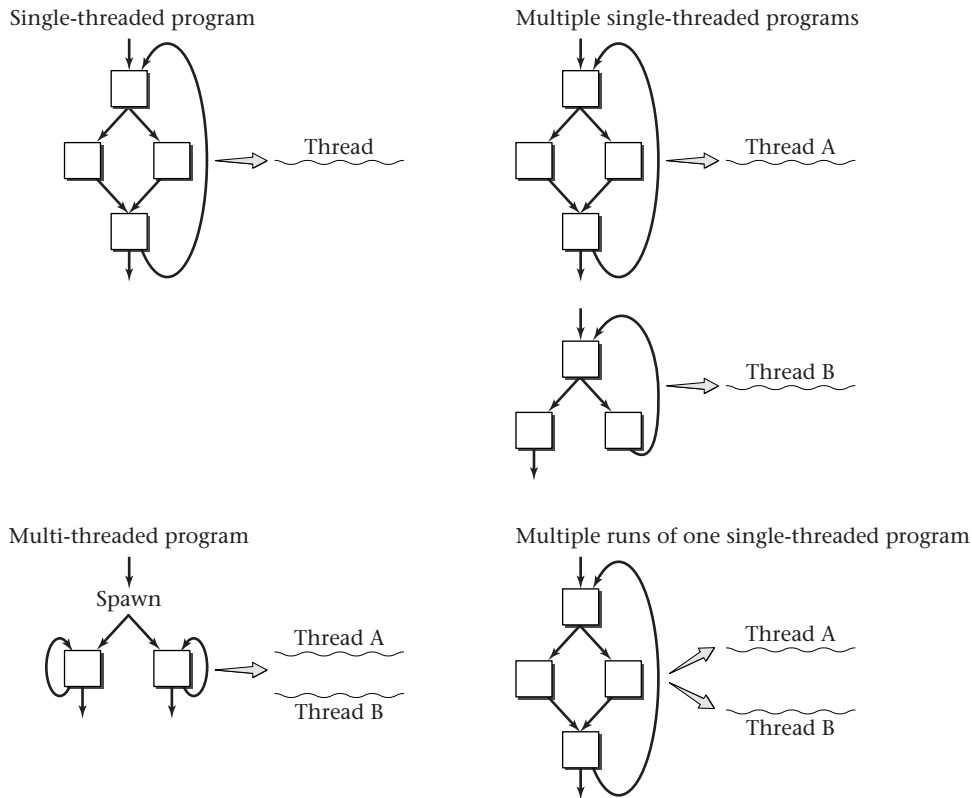 Single-threaded program
Thread
Multiple single-threaded programs
Thread A
Thread B
Multi-threaded program
Spawn
Thread A
Thread B
Multiple runs of one single-threaded program
Thread A
Thread B